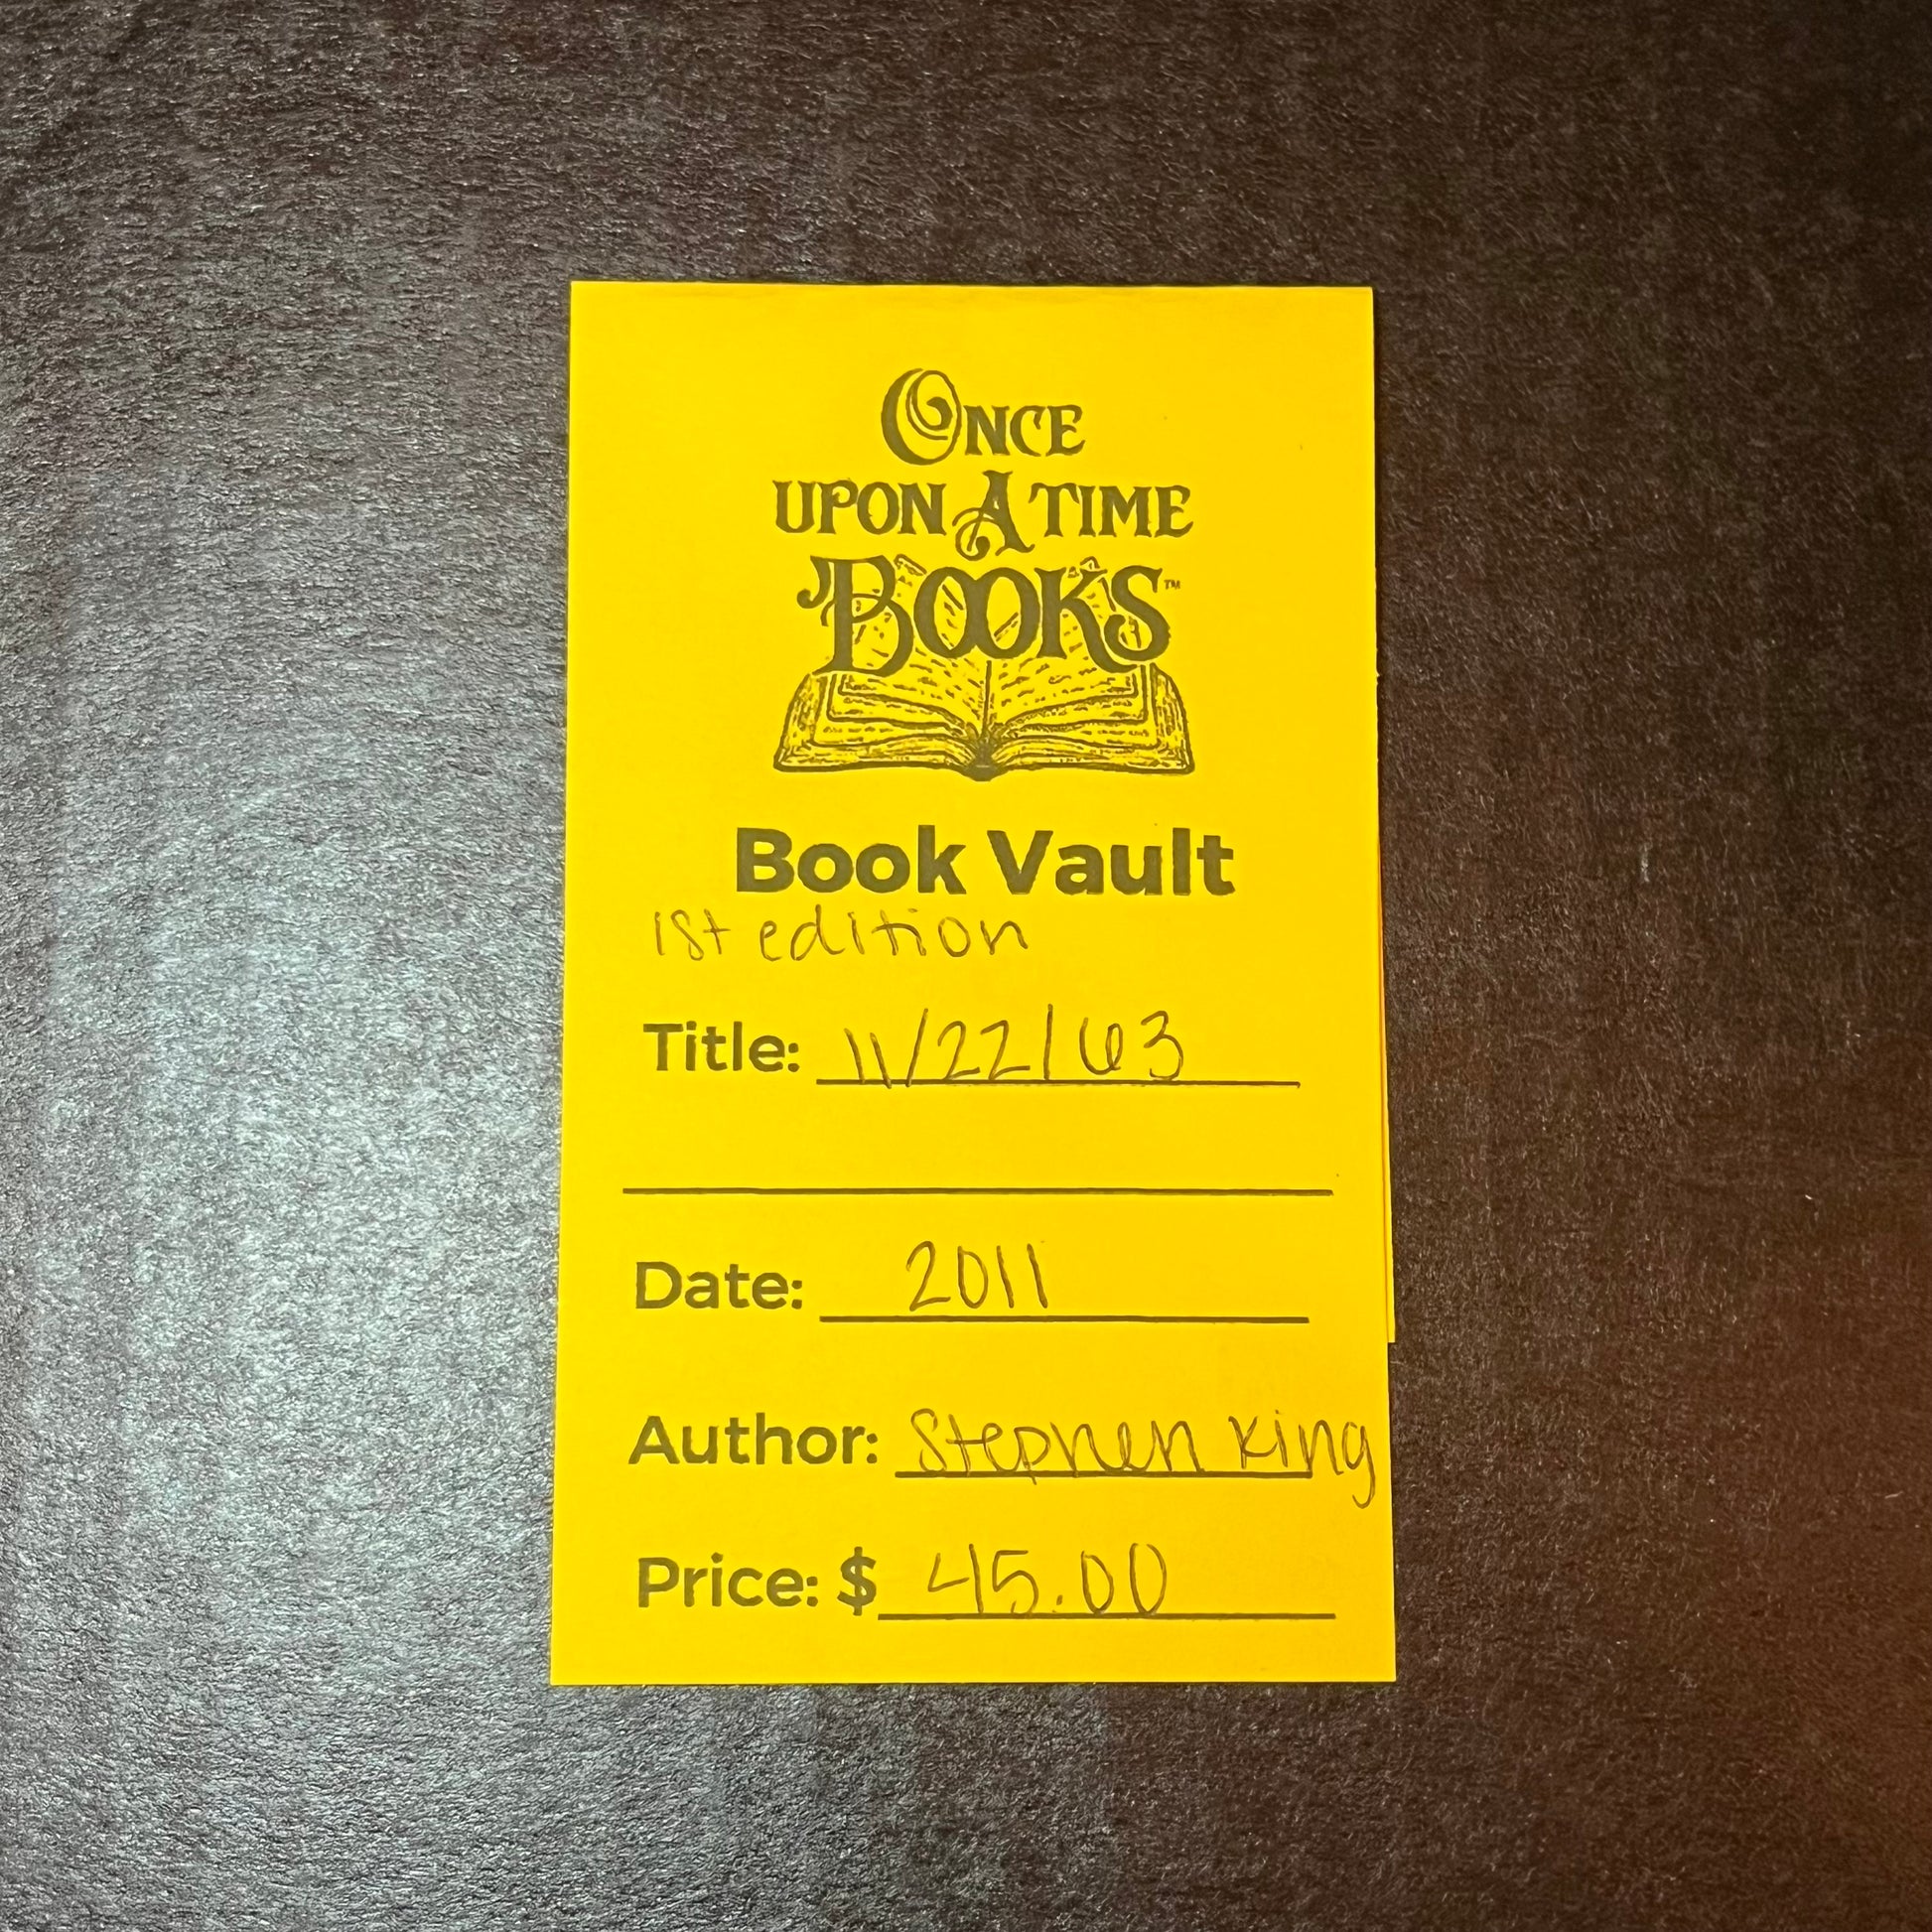 ONCE
UPON A TIME
BOOKS™
Book Vault
1st edition
Title: 11/22/63
Date: 2011
Author: Stephen King
Price: $ 45.00